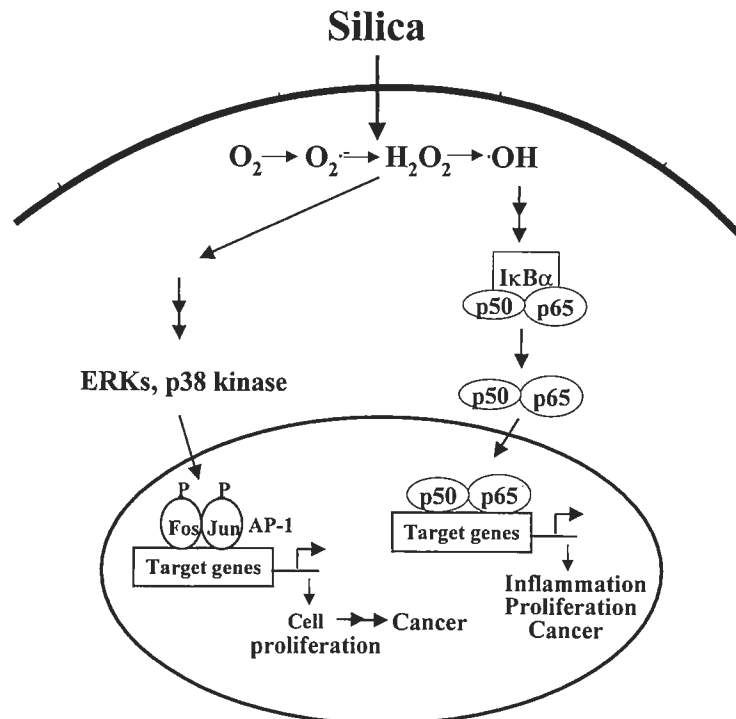 Silica
O₂→O₂·⁻→H₂O₂→·OH
IκBα
p50 p65
ERKs, p38 kinase
p50 p65
P P
Fos Jun AP-1
Target genes
Cell → Cancer
proliferation
p50 p65
Target genes
Inflammation
Proliferation
Cancer